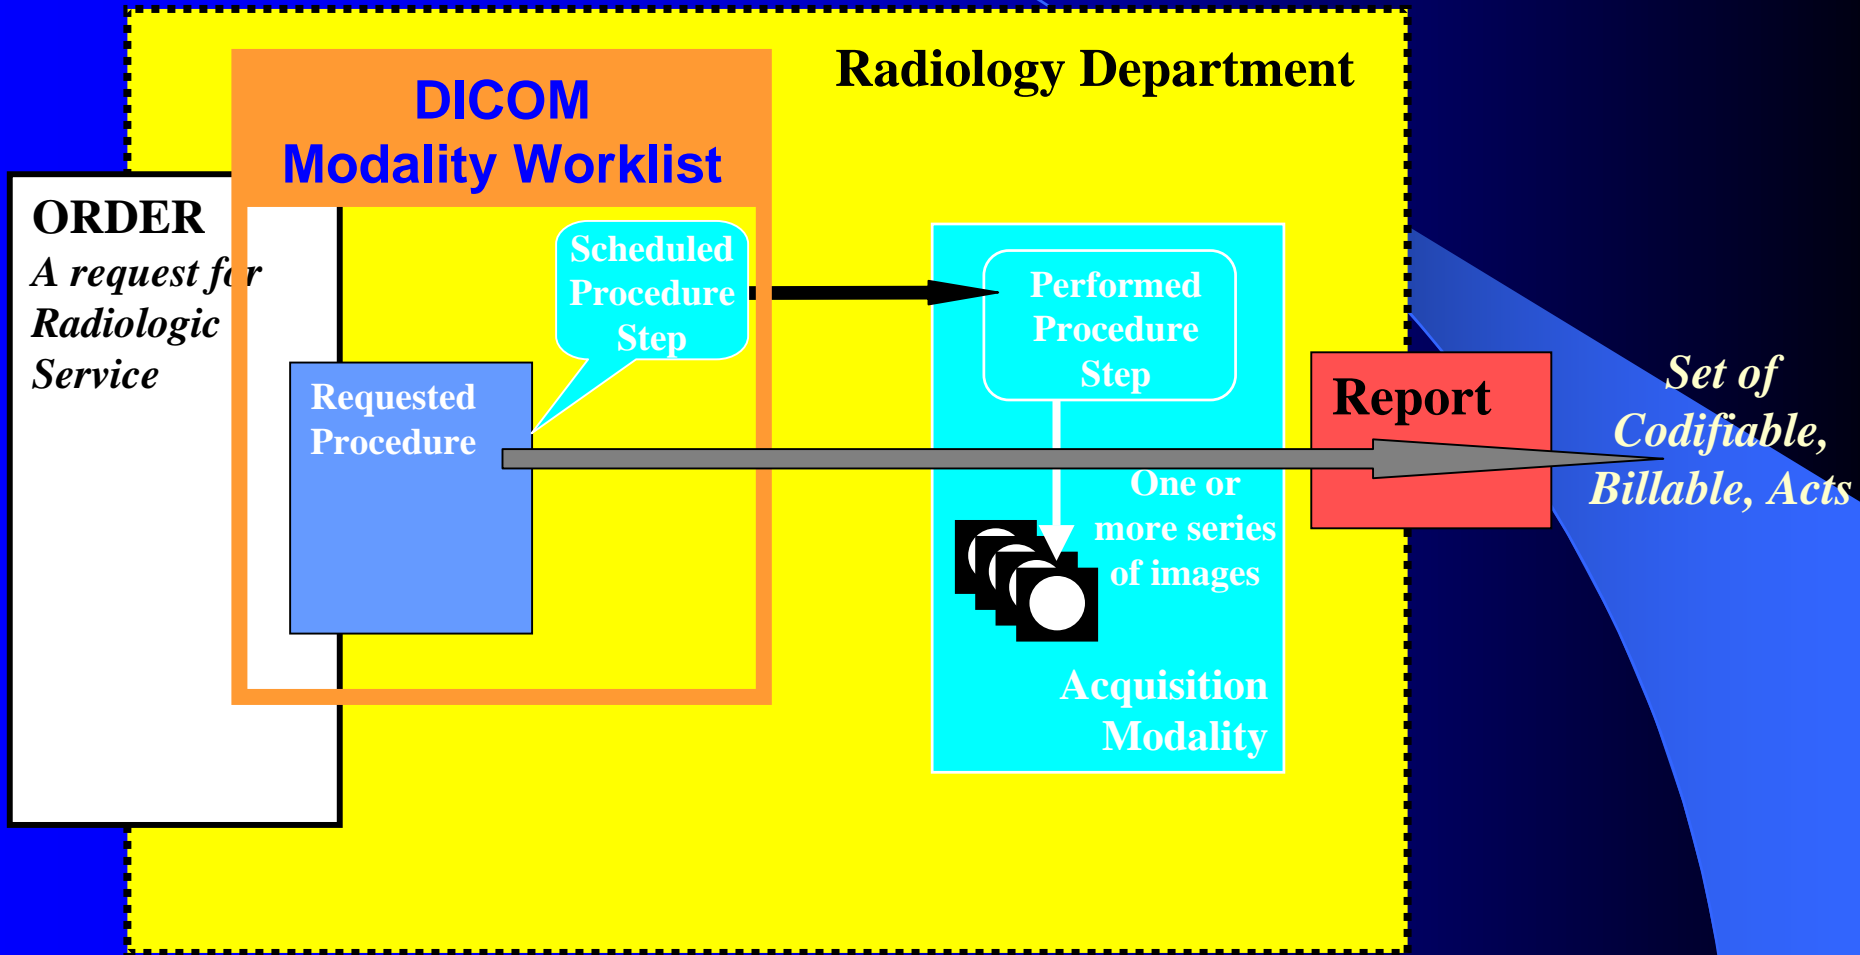 Radiology Department
DICOM
Modality Worklist
ORDER
A request for
Radiologic
Service
Scheduled
Procedure
Step
Requested
Procedure
Performed
Procedure
Step
One or
more series
of images
Acquisition
Modality
Report
Set of
Codifiable,
Billable, Acts